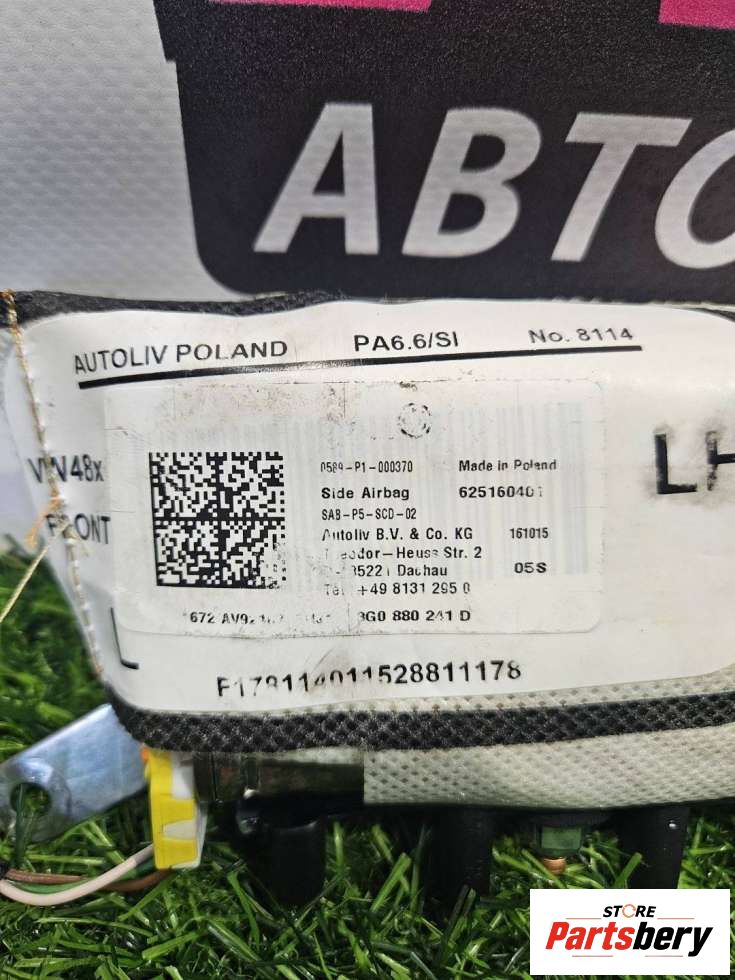 АВТО
AUTOLIV POLAND PA6.6/SI No. 8114
VW48x
FRONT
L
LH
0589-P1-000370 Made in Poland
Side Airbag 625160401
SAB-P5-SCD-02
Autoliv B.V. & Co. KG 161015
Theodor-Heuss Str. 2
Dachau 05S
Tel. +49 8131 295 0
3G0 880 241 D
STORE
Partsbery